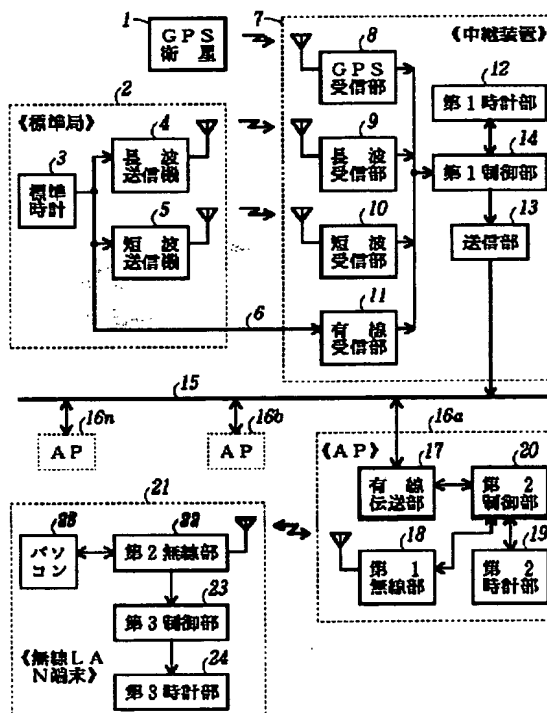 1
GPS
衛星
7
《中継装置》
8
GPS
受信部
12
第1時計部
2
《標準局》
4
長波
送信機
9
長波
受信部
14
第1制御部
3
標準
時計
5
短波
送信機
10
短波
受信部
13
送信部
6
11
有線
受信部
15
16n
AP
16b
AP
16a
《AP》
17
有線
伝送部
20
第2
制御部
21
18
第1
無線部
19
第2
時計部
パソ
コン
22
第2無線部
23
第3制御部
《無線LA
N端末》
24
第3時計部